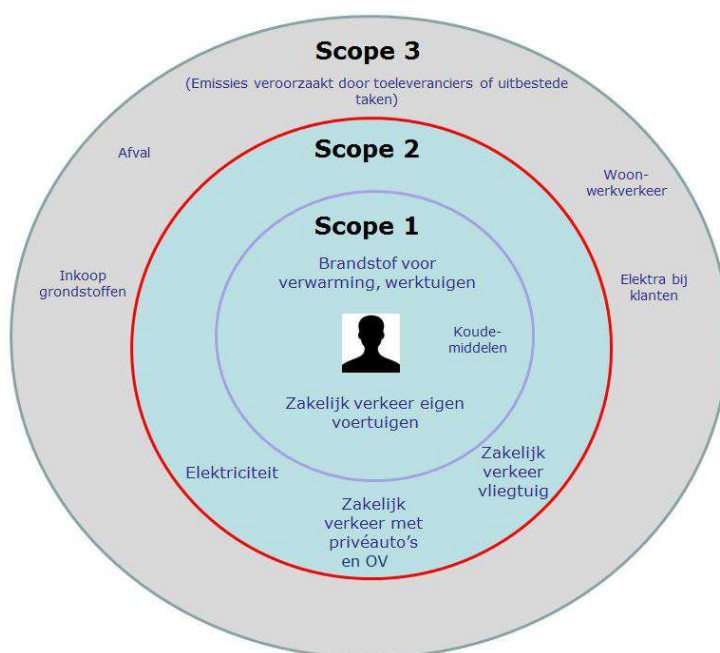 Scope 3
(Emissies veroorzaakt door toeleveranciers of uitbestede
taken)
Afval
Scope 2
Woon-
werkverkeer
Scope 1
Brandstof voor
verwarming, werktuigen
Inkoop
grondstoffen
Elektra bij
klanten
Koude-
middelen
Zakelijk verkeer eigen
voertuigen
Elektriciteit
Zakelijk
verkeer
vliegtuig
Zakelijk
verkeer met
privéauto's
en OV